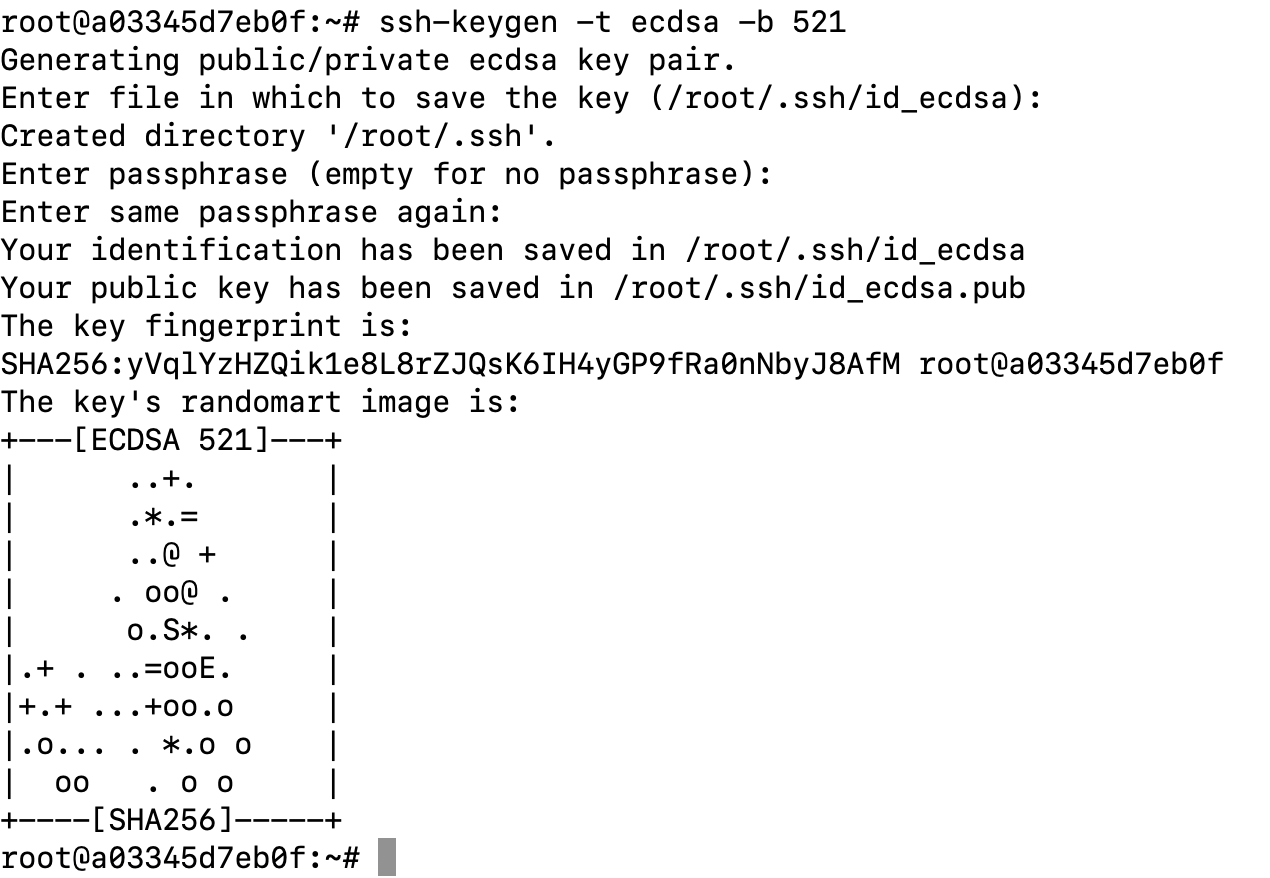 root@a03345d7eb0f:~# ssh-keygen -t ecdsa -b 521
Generating public/private ecdsa key pair.
Enter file in which to save the key (/root/.ssh/id_ecdsa):
Created directory '/root/.ssh'.
Enter passphrase (empty for no passphrase):
Enter same passphrase again:
Your identification has been saved in /root/.ssh/id_ecdsa
Your public key has been saved in /root/.ssh/id_ecdsa.pub
The key fingerprint is:
SHA256:yVqlYzHZQik1e8L8rZJQsK6IH4yGP9fRa0nNbyJ8AfM root@a03345d7eb0f
The key's randomart image is:
+---[ECDSA 521]---+
|      ..+.       |
|      .*.=       |
|      ..@ +      |
|     . oo@ .     |
|      o.S*. .    |
|.+ . ..=ooE.     |
|+.+ ...+oo.o     |
|.o... . *.o o    |
|  oo   . o o     |
+----[SHA256]-----+
root@a03345d7eb0f:~#